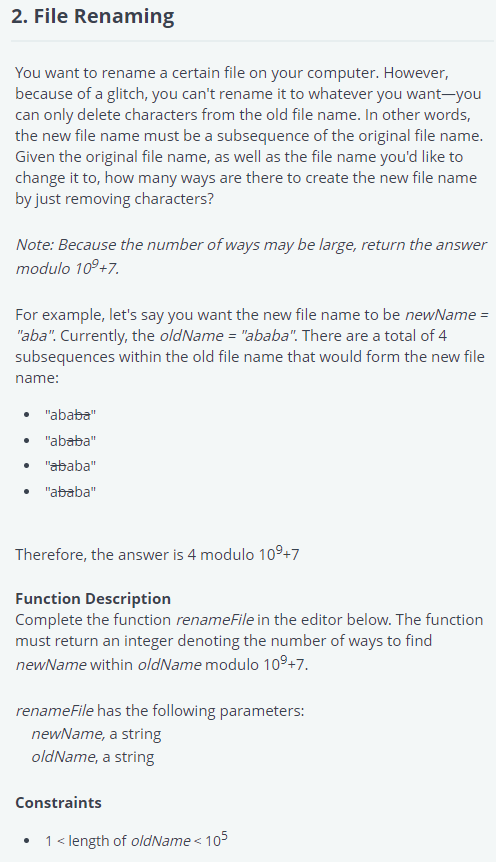 2. File Renaming
You want to rename a certain file on your computer. However,
because of a glitch, you can't rename it to whatever you want—you
can only delete characters from the old file name. In other words,
the new file name must be a subsequence of the original file name.
Given the original file name, as well as the file name you'd like to
change it to, how many ways are there to create the new file name
by just removing characters?
Note: Because the number of ways may be large, return the answer
modulo 10⁹+7.
For example, let's say you want the new file name to be newName =
"aba". Currently, the oldName = "ababa". There are a total of 4
subsequences within the old file name that would form the new file
name:
• "ababa"
• "ababa"
• "ababa"
• "ababa"
Therefore, the answer is 4 modulo 10⁹+7
Function Description
Complete the function renameFile in the editor below. The function
must return an integer denoting the number of ways to find
newName within oldName modulo 10⁹+7.
renameFile has the following parameters:
newName, a string
oldName, a string
Constraints
• 1 < length of oldName < 10⁵